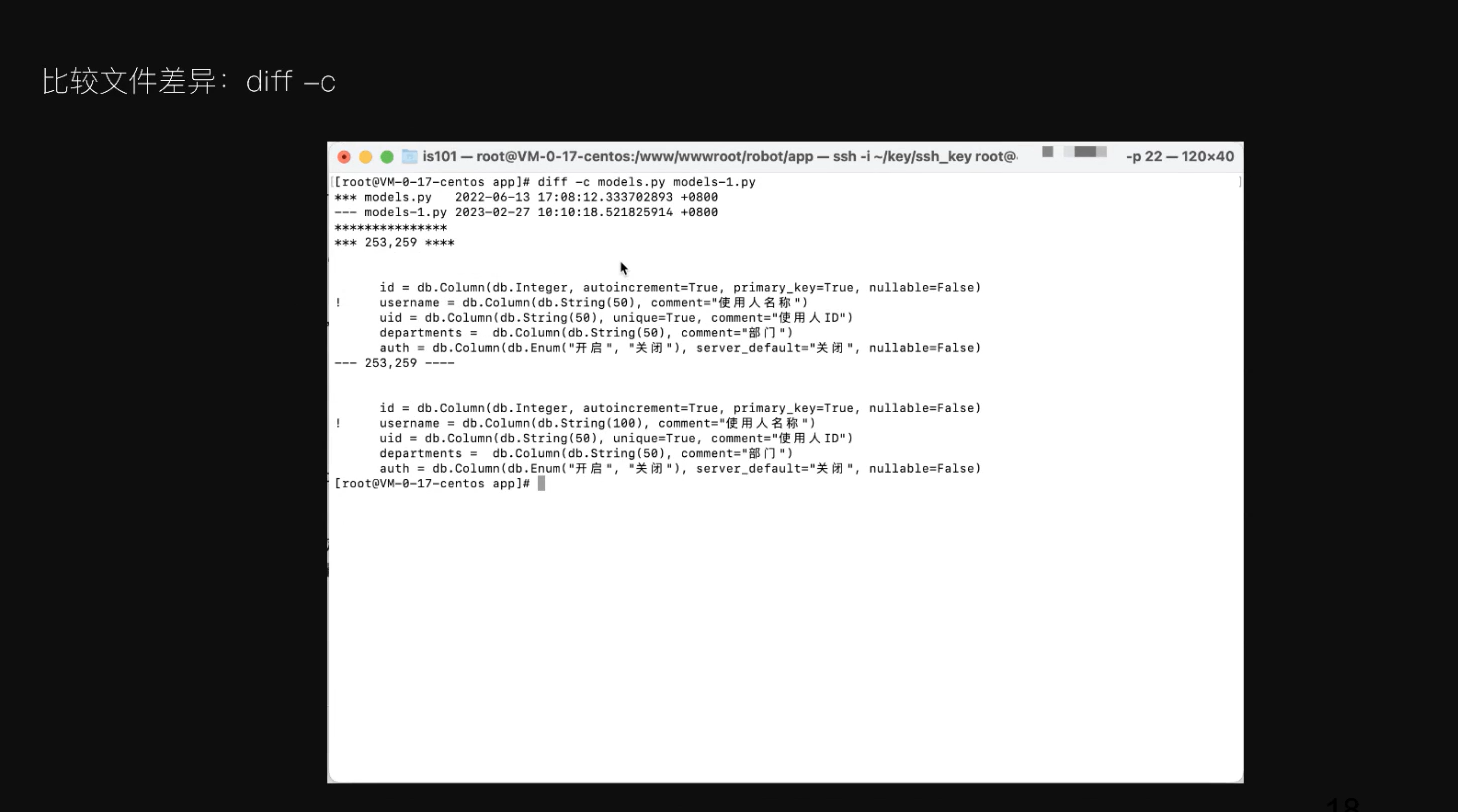 比较文件差异：diff –c
is101 — root@VM-0-17-centos:/www/wwwroot/robot/app — ssh -i ~/key/ssh_key root@ -p 22 — 120×40
[root@VM-0-17-centos app]# diff -c models.py models-1.py
*** models.py   2022-06-13 17:08:12.333702893 +0800
--- models-1.py 2023-02-27 10:10:18.521825914 +0800
***************
*** 253,259 ****
      id = db.Column(db.Integer, autoincrement=True, primary_key=True, nullable=False)
!     username = db.Column(db.String(50), comment="使用人名称")
      uid = db.Column(db.String(50), unique=True, comment="使用人ID")
      departments =  db.Column(db.String(50), comment="部门")
      auth = db.Column(db.Enum("开启", "关闭"), server_default="关闭", nullable=False)
--- 253,259 ----
      id = db.Column(db.Integer, autoincrement=True, primary_key=True, nullable=False)
!     username = db.Column(db.String(100), comment="使用人名称")
      uid = db.Column(db.String(50), unique=True, comment="使用人ID")
      departments =  db.Column(db.String(50), comment="部门")
      auth = db.Column(db.Enum("开启", "关闭"), server_default="关闭", nullable=False)
[root@VM-0-17-centos app]#
18